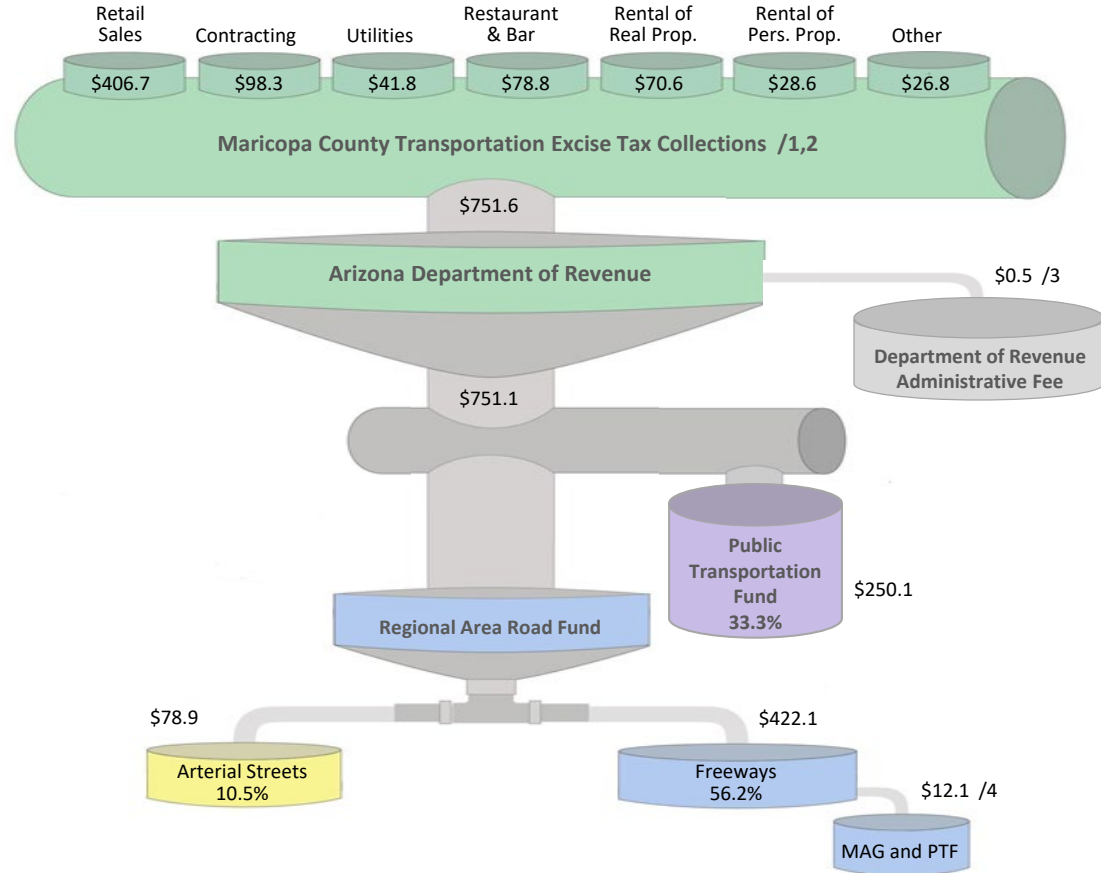 Retail
Sales
Contracting
Utilities
Restaurant
& Bar
Rental of
Real Prop.
Rental of
Pers. Prop.
Other
$406.7
$98.3
$41.8
$78.8
$70.6
$28.6
$26.8
Maricopa County Transportation Excise Tax Collections /1,2
$751.6
Arizona Department of Revenue
$0.5 /3
Department of Revenue
Administrative Fee
$751.1
Public
Transportation
Fund
33.3%
$250.1
Regional Area Road Fund
$78.9
$422.1
Arterial Streets
10.5%
Freeways
56.2%
$12.1 /4
MAG and PTF